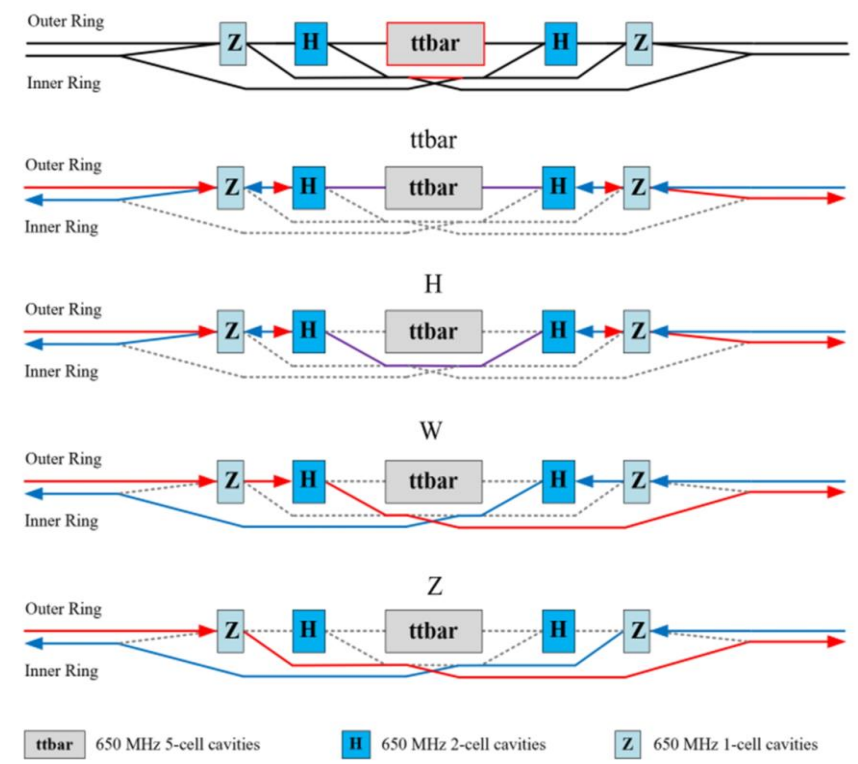 Outer Ring
Z H ttbar H Z
Inner Ring
ttbar
Outer Ring
Z H ttbar H Z
Inner Ring
H
Outer Ring
Z H ttbar H Z
Inner Ring
W
Outer Ring
Z H ttbar H Z
Inner Ring
Z
Outer Ring
Z H ttbar H Z
Inner Ring
ttbar 650 MHz 5-cell cavities H 650 MHz 2-cell cavities Z 650 MHz 1-cell cavities